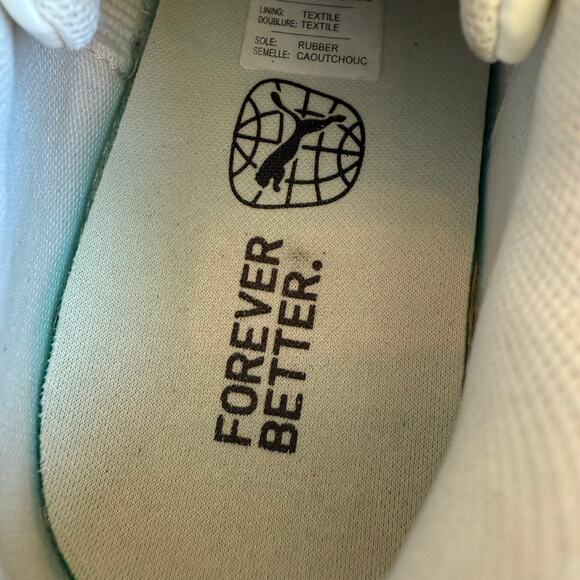 LINING: TEXTILE
DOUBLURE: TEXTILE
SOLE: RUBBER
SEMELLE: CAOUTCHOUC
FOREVER
BETTER.